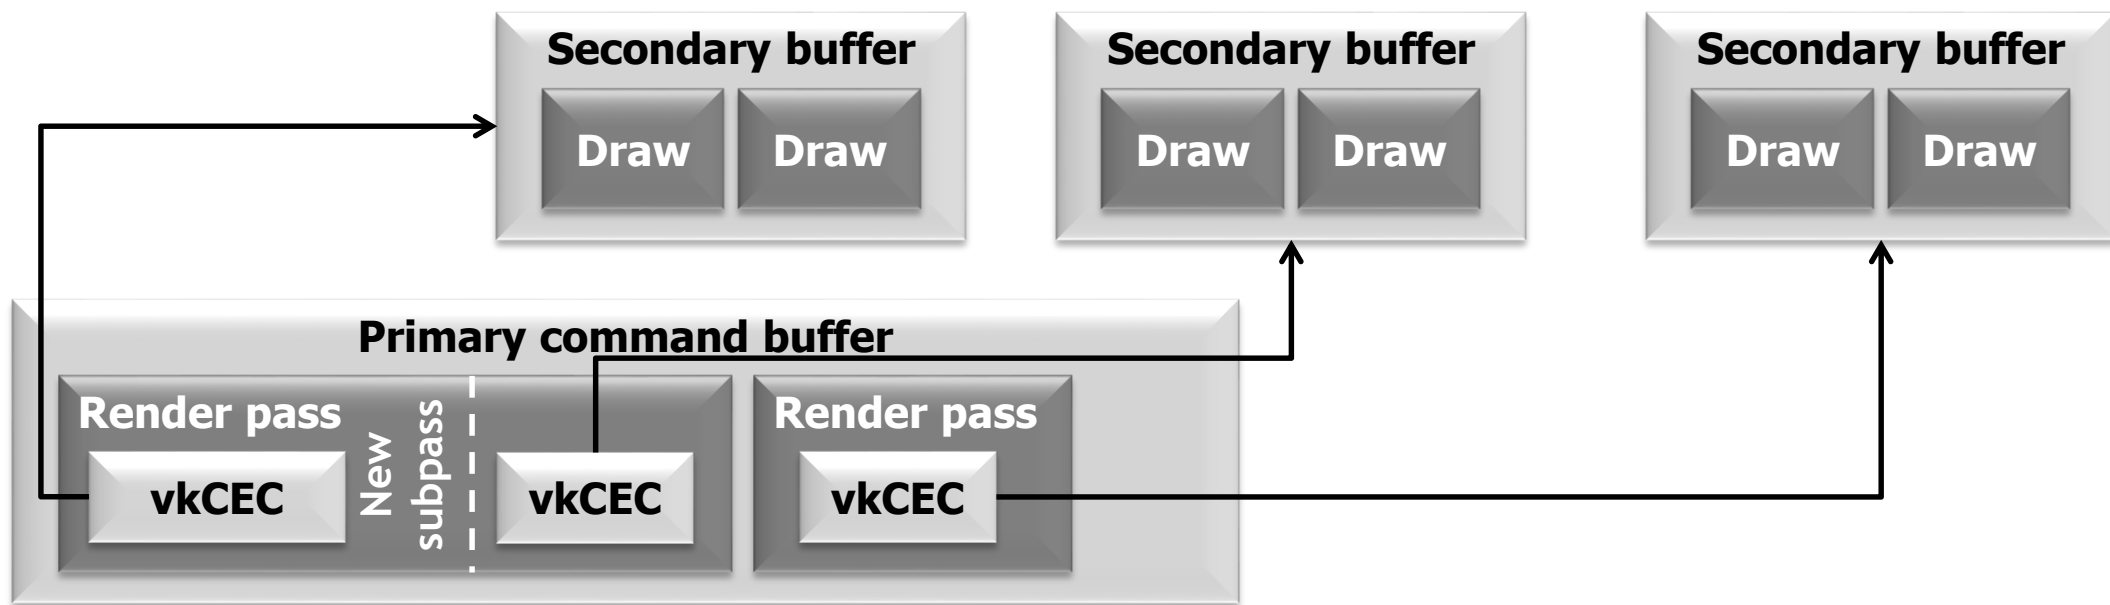 Secondary buffer
Draw Draw
Secondary buffer
Draw Draw
Secondary buffer
Draw Draw
Primary command buffer
Render pass
vkCEC
New
subpass
vkCEC
Render pass
vkCEC